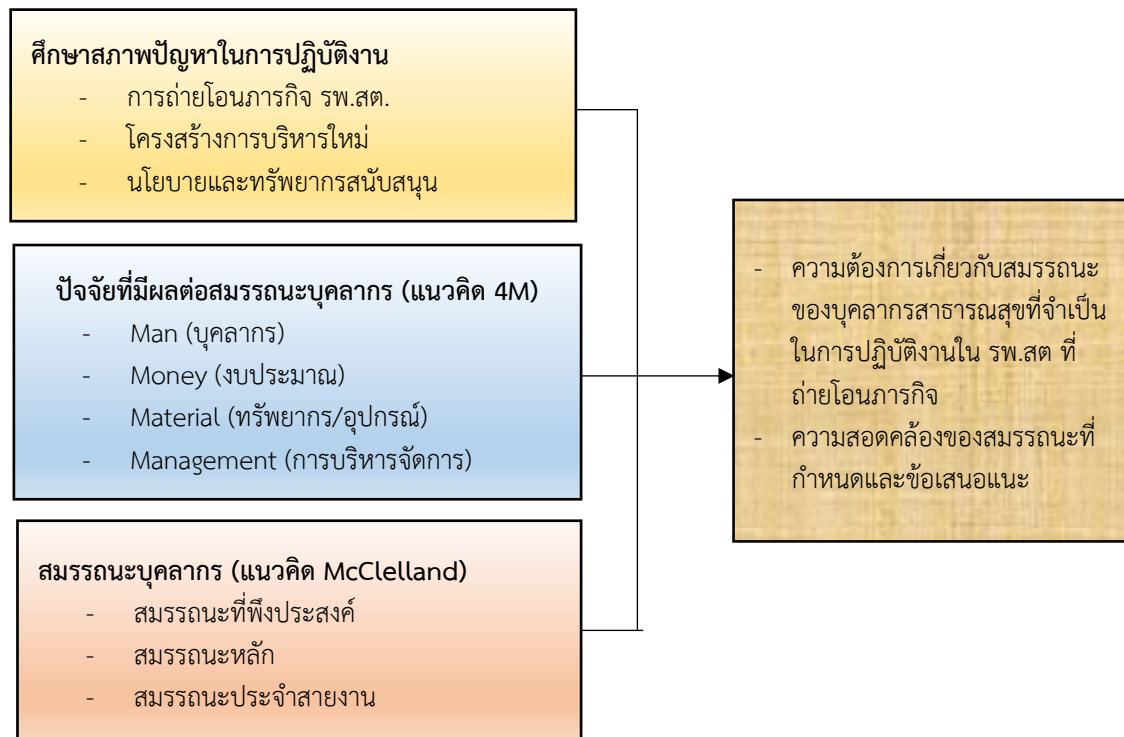 ศึกษาสภาพปัญหาในการปฏิบัติงาน
- การถ่ายโอนภารกิจ รพ.สต.
- โครงสร้างการบริหารใหม่
- นโยบายและทรัพยากรสนับสนุน
ปัจจัยที่มีผลต่อสมรรถนะบุคลากร (แนวคิด 4M)
- Man (บุคลากร)
- Money (งบประมาณ)
- Material (ทรัพยากร/อุปกรณ์)
- Management (การบริหารจัดการ)
สมรรถนะบุคลากร (แนวคิด McClelland)
- สมรรถนะที่พึงประสงค์
- สมรรถนะหลัก
- สมรรถนะประจำสายงาน
- ความต้องการเกี่ยวกับสมรรถนะ
ของบุคลากรสาธารณสุขที่จำเป็น
ในการปฏิบัติงานใน รพ.สต ที่
ถ่ายโอนภารกิจ
- ความสอดคล้องของสมรรถนะที่
กำหนดและข้อเสนอแนะ